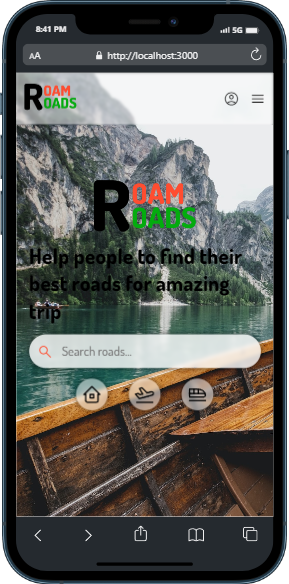 8:41 PM 5G
AA http://localhost:3000
ROAM
ROADS
ROAM
ROADS
Help people to find their
best roads for amazing
trip
Search roads...